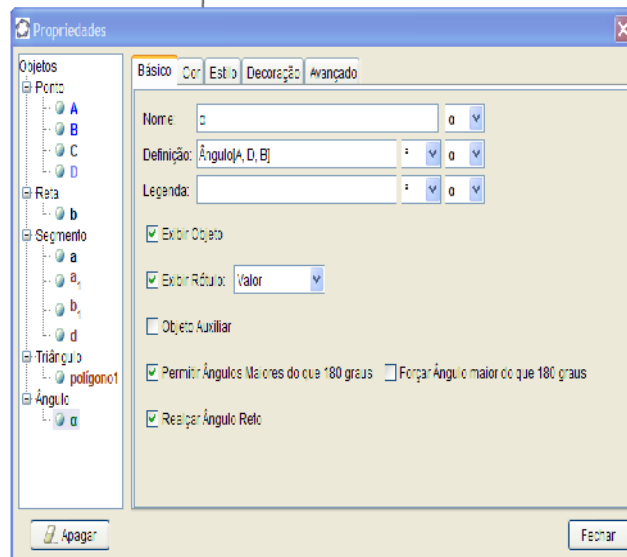 Propriedades
Objetos
Ponto
A
B
C
D
Reta
b
Segmento
a
a1
b1
d
Triângulo
polígono1
Ângulo
α
Básico Cor Estilo Decoração Avançado
Nome: α α
Definição: Ângulo[A, D, B] ² α
Legenda: ² α
Exibir Objeto
Exibir Rótulo: Valor
Objeto Auxiliar
Permitir Ângulos Maiores do que 180 graus Forçar Ângulo maior do que 180 graus
Realçar Ângulo Reto
Apagar Fechar